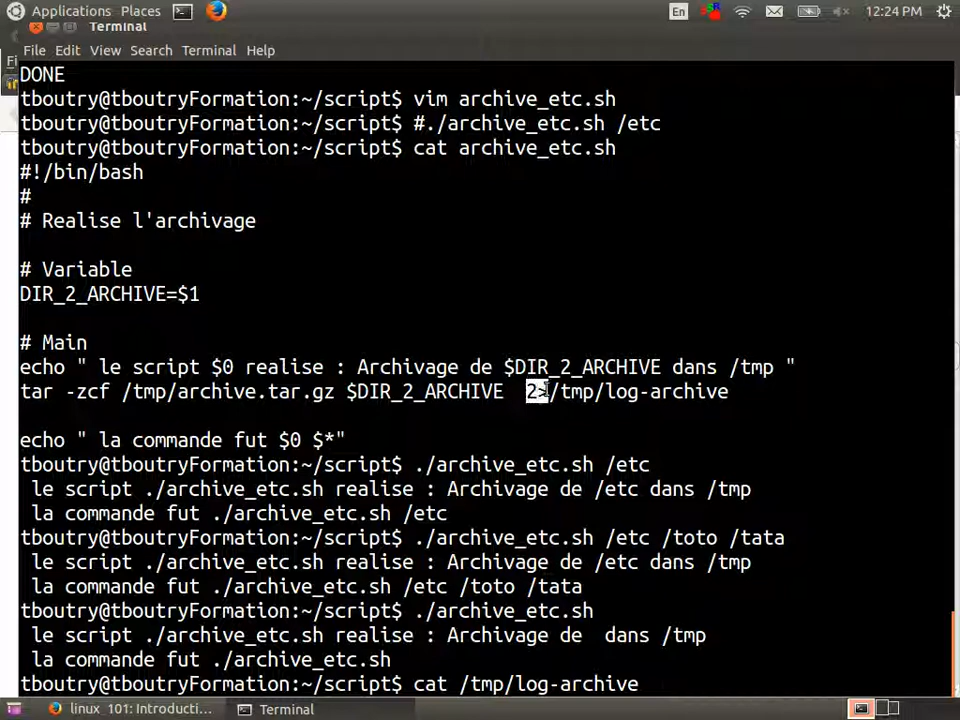 Applications Places En SR 12:24 PM
Terminal
File Edit View Search Terminal Help
DONE
tboutry@tboutryFormation:~/script$ vim archive_etc.sh
tboutry@tboutryFormation:~/script$ #./archive_etc.sh /etc
tboutry@tboutryFormation:~/script$ cat archive_etc.sh
#!/bin/bash
#
# Realise l'archivage
# Variable
DIR_2_ARCHIVE=$1
# Main
echo " le script $0 realise : Archivage de $DIR_2_ARCHIVE dans /tmp "
tar -zcf /tmp/archive.tar.gz $DIR_2_ARCHIVE  2>/tmp/log-archive
echo " la commande fut $0 $*"
tboutry@tboutryFormation:~/script$ ./archive_etc.sh /etc
le script ./archive_etc.sh realise : Archivage de /etc dans /tmp
la commande fut ./archive_etc.sh /etc
tboutry@tboutryFormation:~/script$ ./archive_etc.sh /etc /toto /tata
le script ./archive_etc.sh realise : Archivage de /etc dans /tmp
la commande fut ./archive_etc.sh /etc /toto /tata
tboutry@tboutryFormation:~/script$ ./archive_etc.sh
le script ./archive_etc.sh realise : Archivage de  dans /tmp
la commande fut ./archive_etc.sh
tboutry@tboutryFormation:~/script$ cat /tmp/log-archive
linux_101: Introducti... Terminal